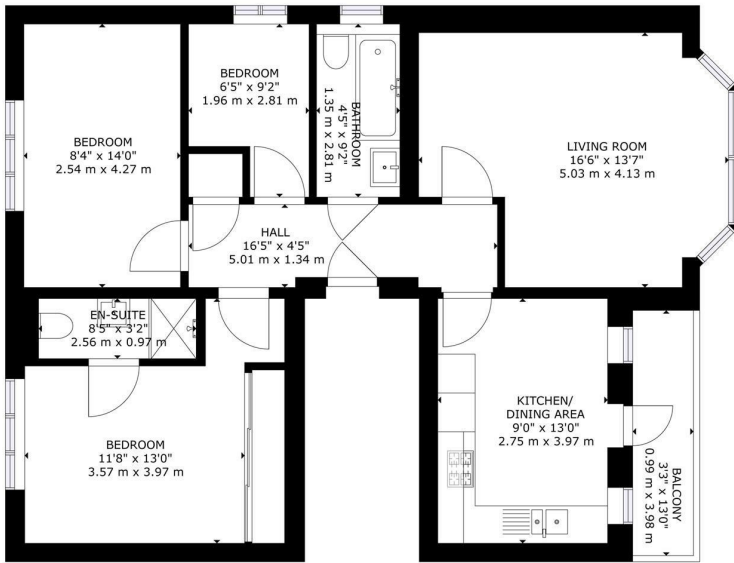 BEDROOM
6'5" x 9'2"
1.96 m x 2.81 m
BATHROOM
4'5" x 9'2"
1.35 m x 2.81 m
BEDROOM
8'4" x 14'0"
2.54 m x 4.27 m
LIVING ROOM
16'6" x 13'7"
5.03 m x 4.13 m
HALL
16'5" x 4'5"
5.01 m x 1.34 m
EN-SUITE
8'5" x 3'2"
2.56 m x 0.97 m
KITCHEN/
DINING AREA
9'0" x 13'0"
2.75 m x 3.97 m
BEDROOM
11'8" x 13'0"
3.57 m x 3.97 m
BALCONY
3'3" x 13'0"
0.99 m x 3.98 m